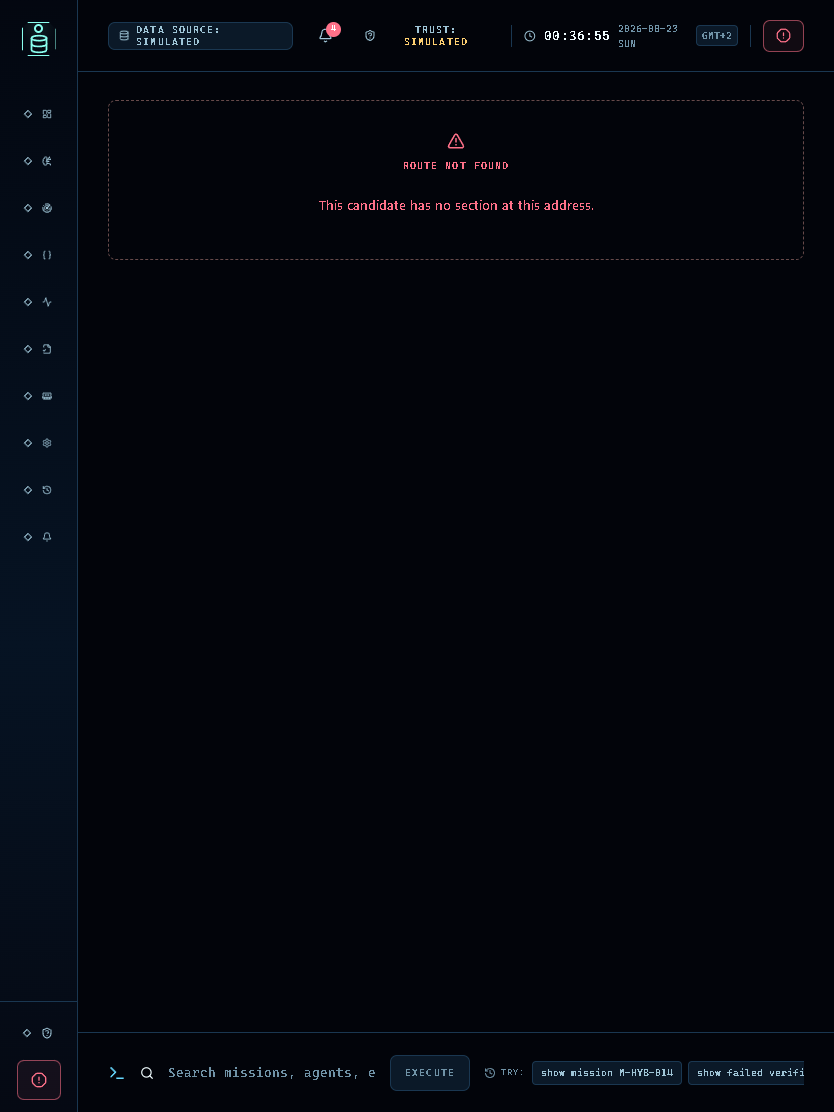 DATA SOURCE:
SIMULATED
4
TRUST:
SIMULATED
00:36:55
2026-08-23
SUN
GMT+2
ROUTE NOT FOUND
This candidate has no section at this address.
Search missions, agents, e
EXECUTE
TRY:
show mission M-HYB-014
show failed verifi